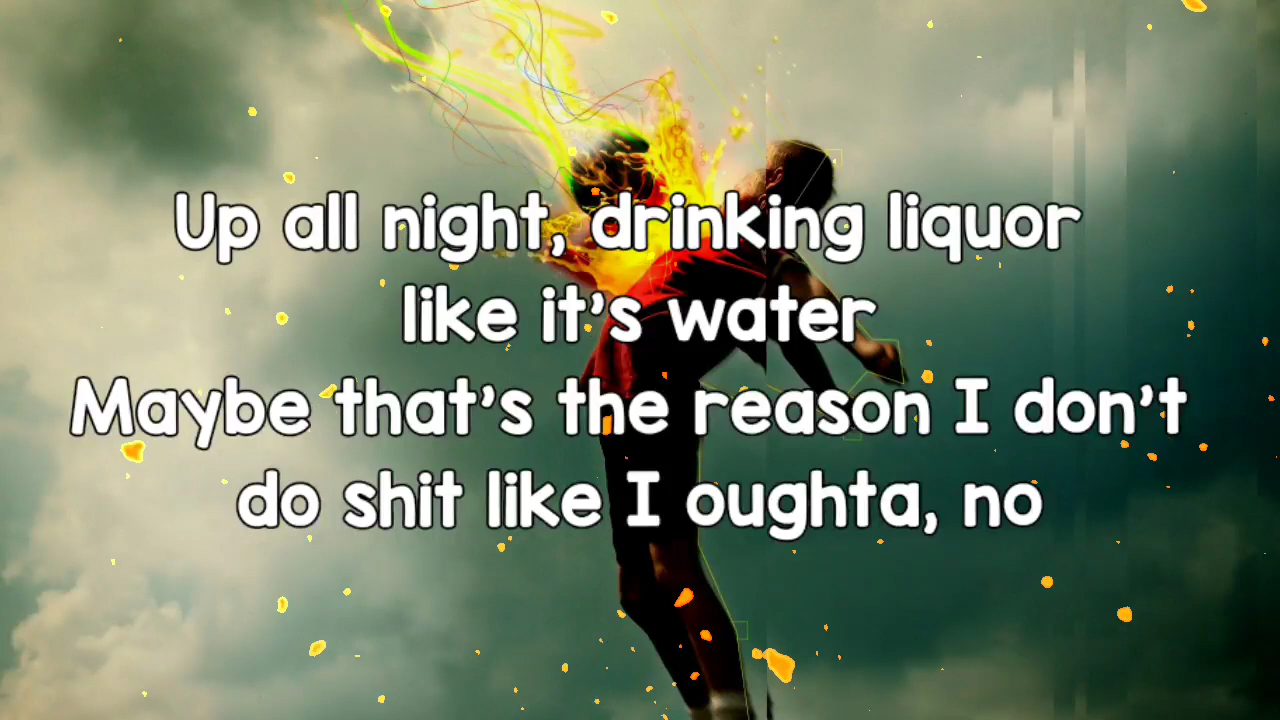 Up all night, drinking liquor
like it's water
Maybe that's the reason I don't
do shit like I oughta, no